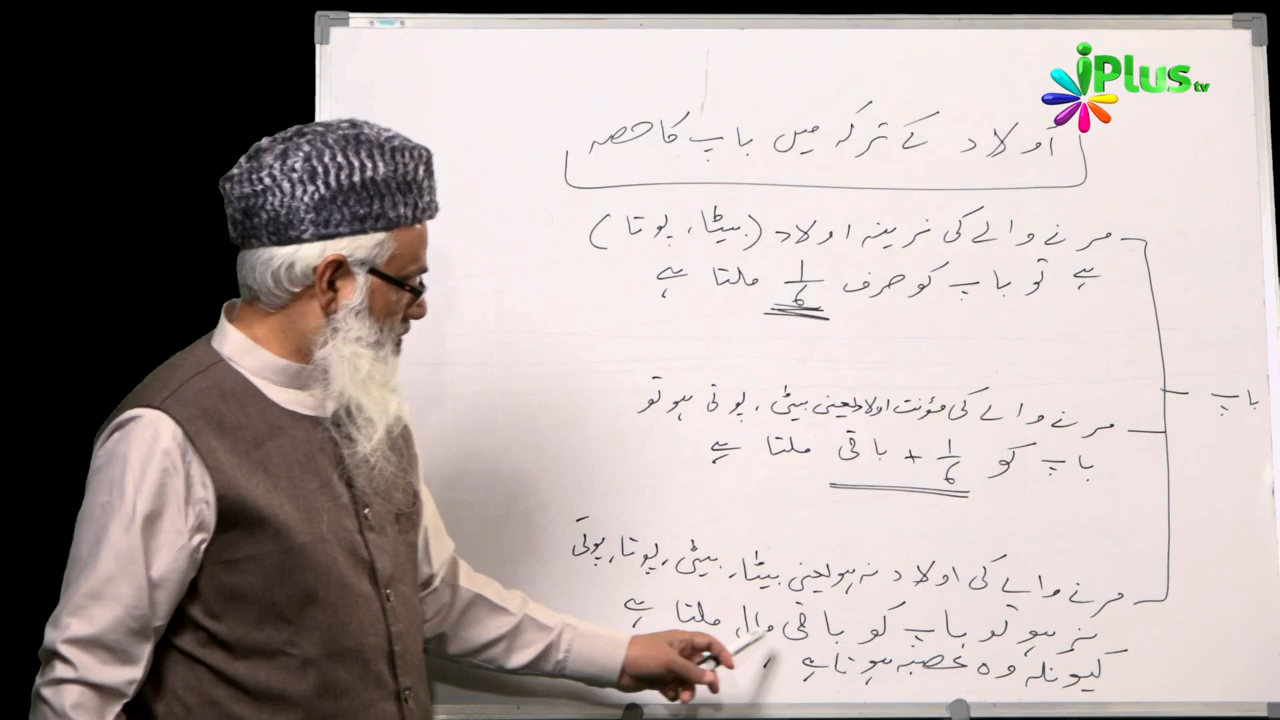 iPlus tv
اولاد کے ترکہ میں باپ کا حصہ
مرنے والے کی نرینہ اولاد (بیٹا، پوتا)
ہے تو باپ کو صرف 1/6 ملتا ہے
باپ
مرنے والے کی مؤنث اولاد یعنی بیٹی، پوتی ہو تو
باپ کو 1/6 + باقی ملتا ہے
مرنے والے کی اولاد نہ ہو یعنی بیٹا، بیٹی، پوتا، پوتی
نہ ہو تو باپ کو باقی مال ملتا ہے
کیونکہ وہ عصبہ ہوتا ہے